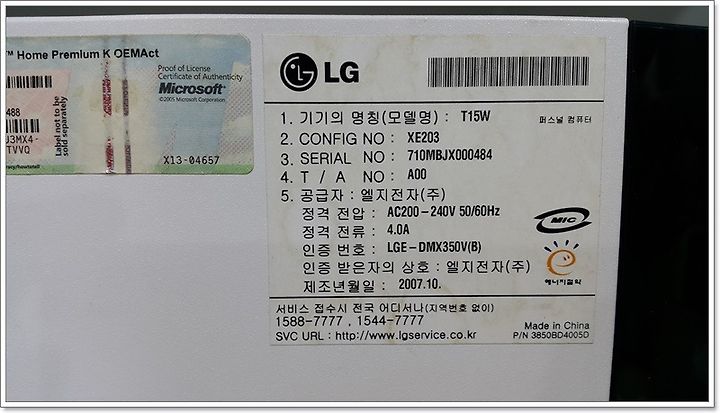 ™ Home Premium K OEMAct
Proof of License
Certificate of Authenticity
Microsoft
©2005 Microsoft Corporation.
488
J3MX4-
TVVQ
Label not to be
sold separately
X13-04657
LG
1. 기기의 명칭(모델명) : T15W 퍼스널 컴퓨터
2. CONFIG NO : XE203
3. SERIAL NO : 710MBJX000484
4. T / A NO : A00
5. 공급자 : 엘지전자(주)
정격 전압 : AC200-240V 50/60Hz
정격 전류 : 4.0A
인증 번호 : LGE-DMX350V(B)
인증 받은자의 상호 : 엘지전자(주)
제조년월일 : 2007.10.
MIC
에너지절약
서비스 접수시 전국 어디서나(지역번호 없이)
1588-7777 , 1544-7777
SVC URL : http://www.lgservice.co.kr
Made in China
P/N 3850BD4005D